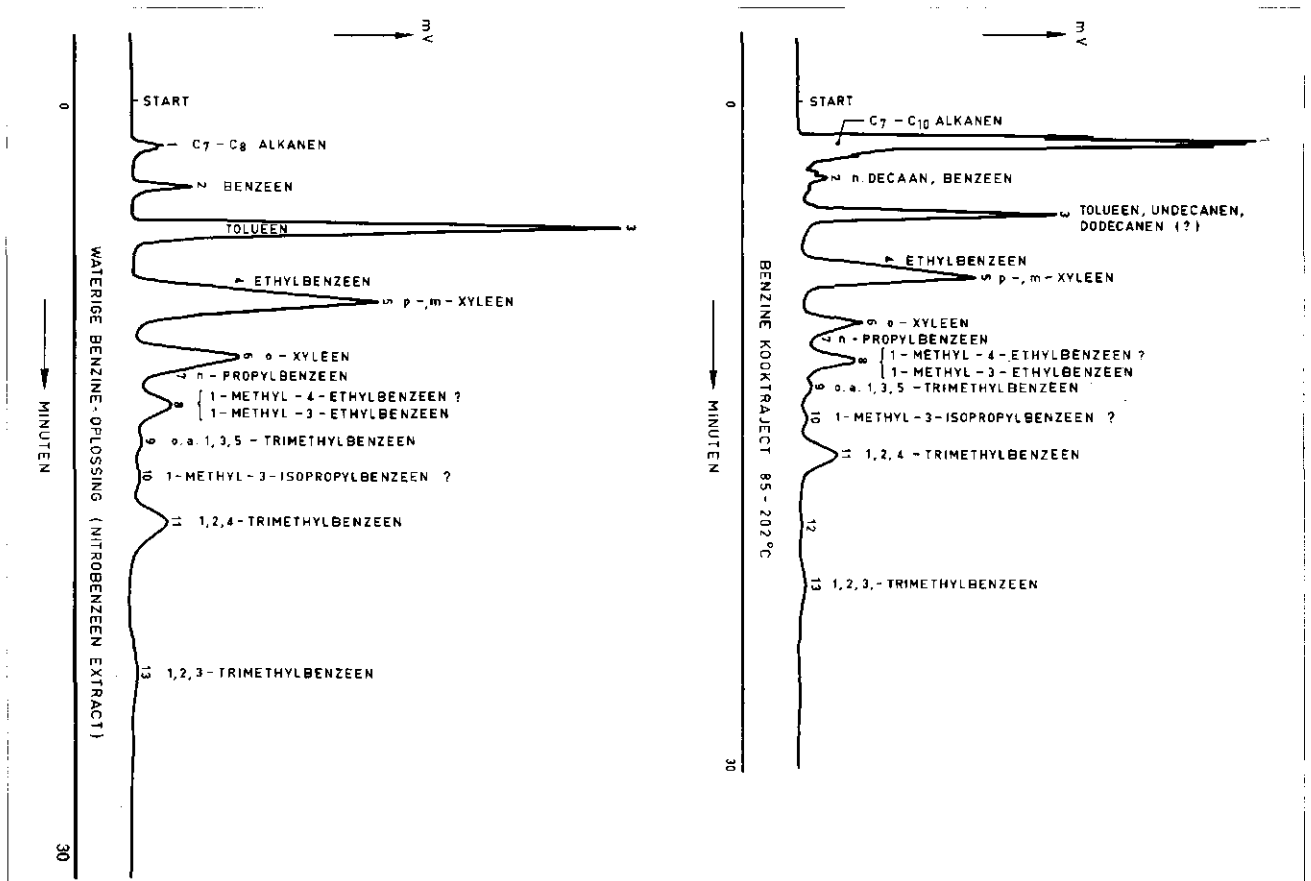 mV
0
START
1 C7 – C8 ALKANEN
2 BENZEEN
TOLUEEN 3
4 ETHYLBENZEEN
5 p –, m – XYLEEN
6 o – XYLEEN
7 n – PROPYLBENZEEN
8 { 1 – METHYL – 4 – ETHYLBENZEEN ?
1 – METHYL – 3 – ETHYLBENZEEN
9 o.a. 1,3,5 – TRIMETHYLBENZEEN
10 1 – METHYL – 3 – ISOPROPYLBENZEEN ?
11 1,2,4 – TRIMETHYLBENZEEN
13 1,2,3 – TRIMETHYLBENZEEN
30
MINUTEN
WATERIGE BENZINE - OPLOSSING (NITROBENZEEN EXTRACT)
mV
0
START
1
C7 – C10 ALKANEN
2 n. DECAAN, BENZEEN
3 TOLUEEN, UNDECANEN,
DODECANEN (?)
4 ETHYLBENZEEN
5 p –, m – XYLEEN
6 o – XYLEEN
7 n – PROPYLBENZEEN
8 { 1 – METHYL – 4 – ETHYLBENZEEN ?
1 – METHYL – 3 – ETHYLBENZEEN
9 o.a. 1,3,5 – TRIMETHYLBENZEEN
10 1 – METHYL – 3 – ISOPROPYLBENZEEN ?
11 1,2,4 – TRIMETHYLBENZEEN
12
13 1,2,3, – TRIMETHYLBENZEEN
30
MINUTEN
BENZINE KOOKTRAJECT 85 – 202 °C